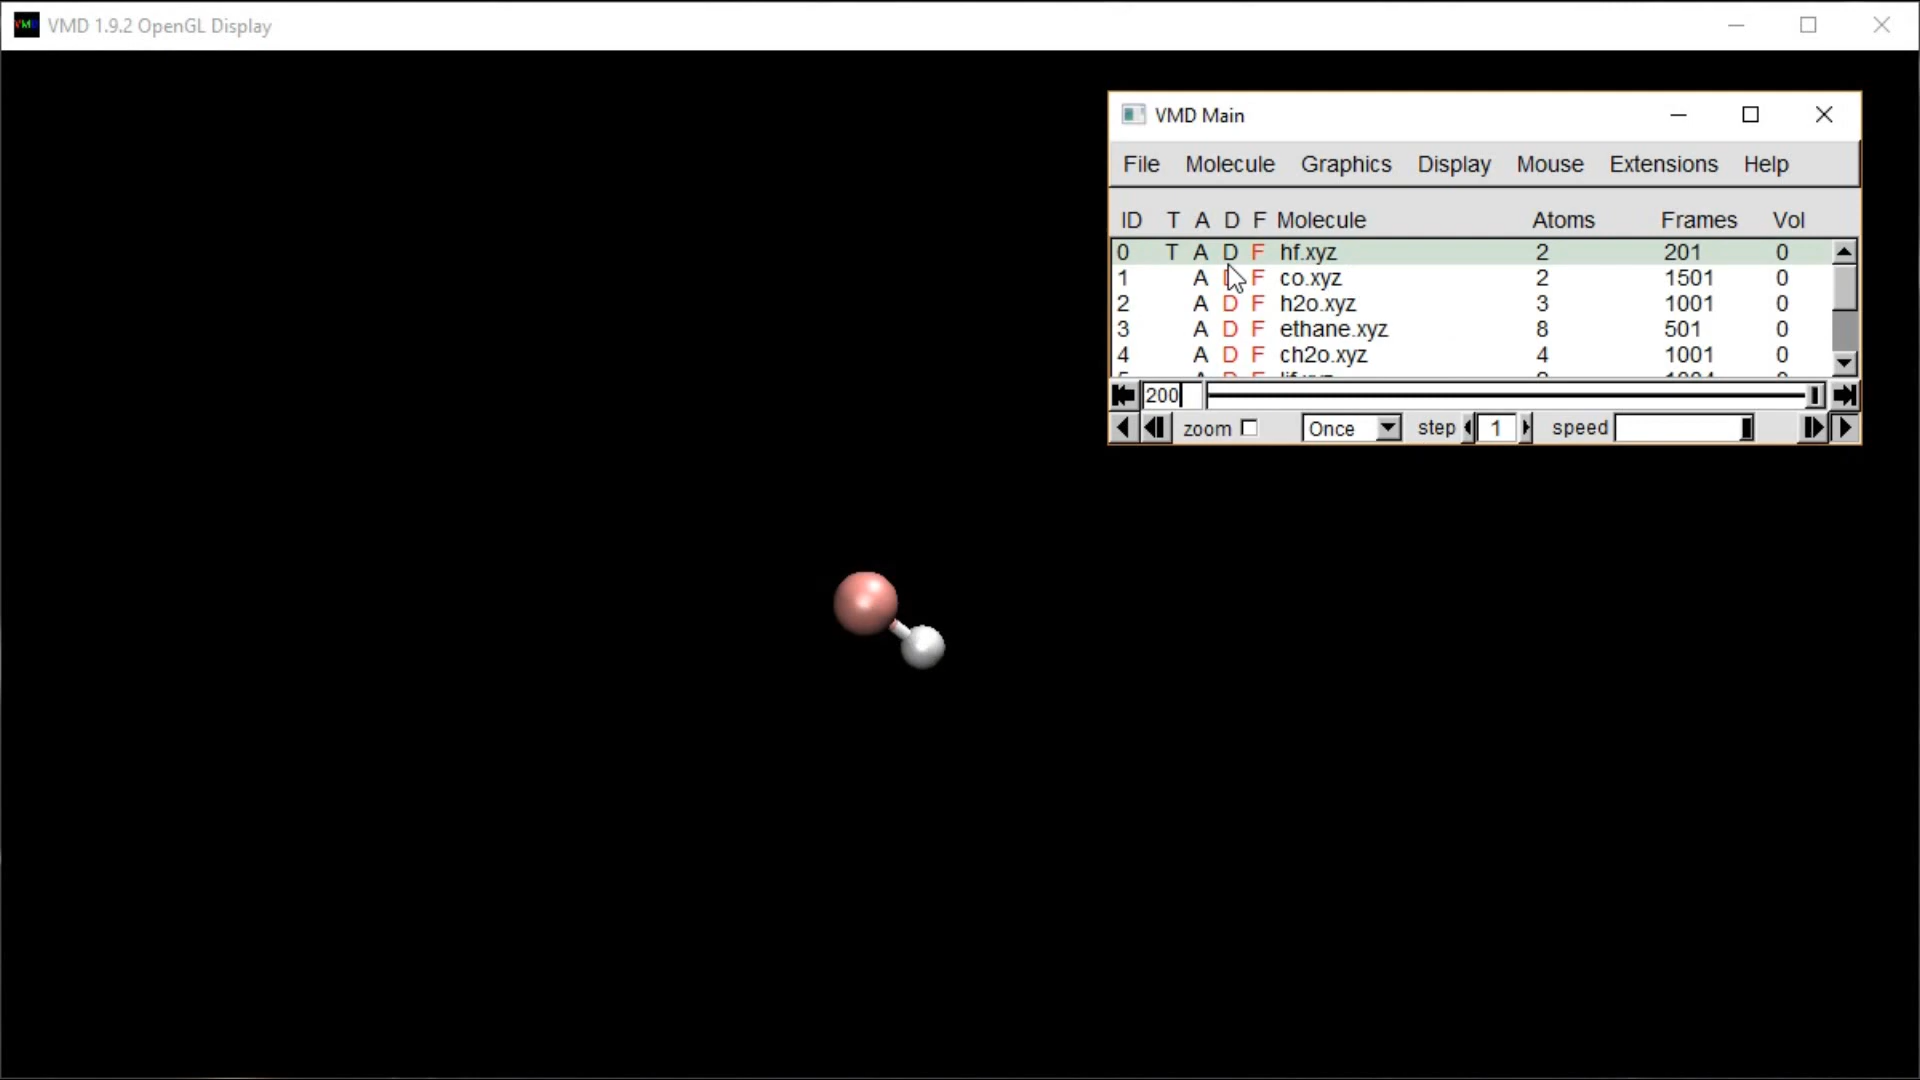 VMD 1.9.2 OpenGL Display
VMD Main
File Molecule Graphics Display Mouse Extensions Help
ID T A D F Molecule Atoms Frames Vol
0 T A D F hf.xyz 2 201 0
1 A D F co.xyz 2 1501 0
2 A D F h2o.xyz 3 1001 0
3 A D F ethane.xyz 8 501 0
4 A D F ch2o.xyz 4 1001 0
200
zoom Once step 1 speed